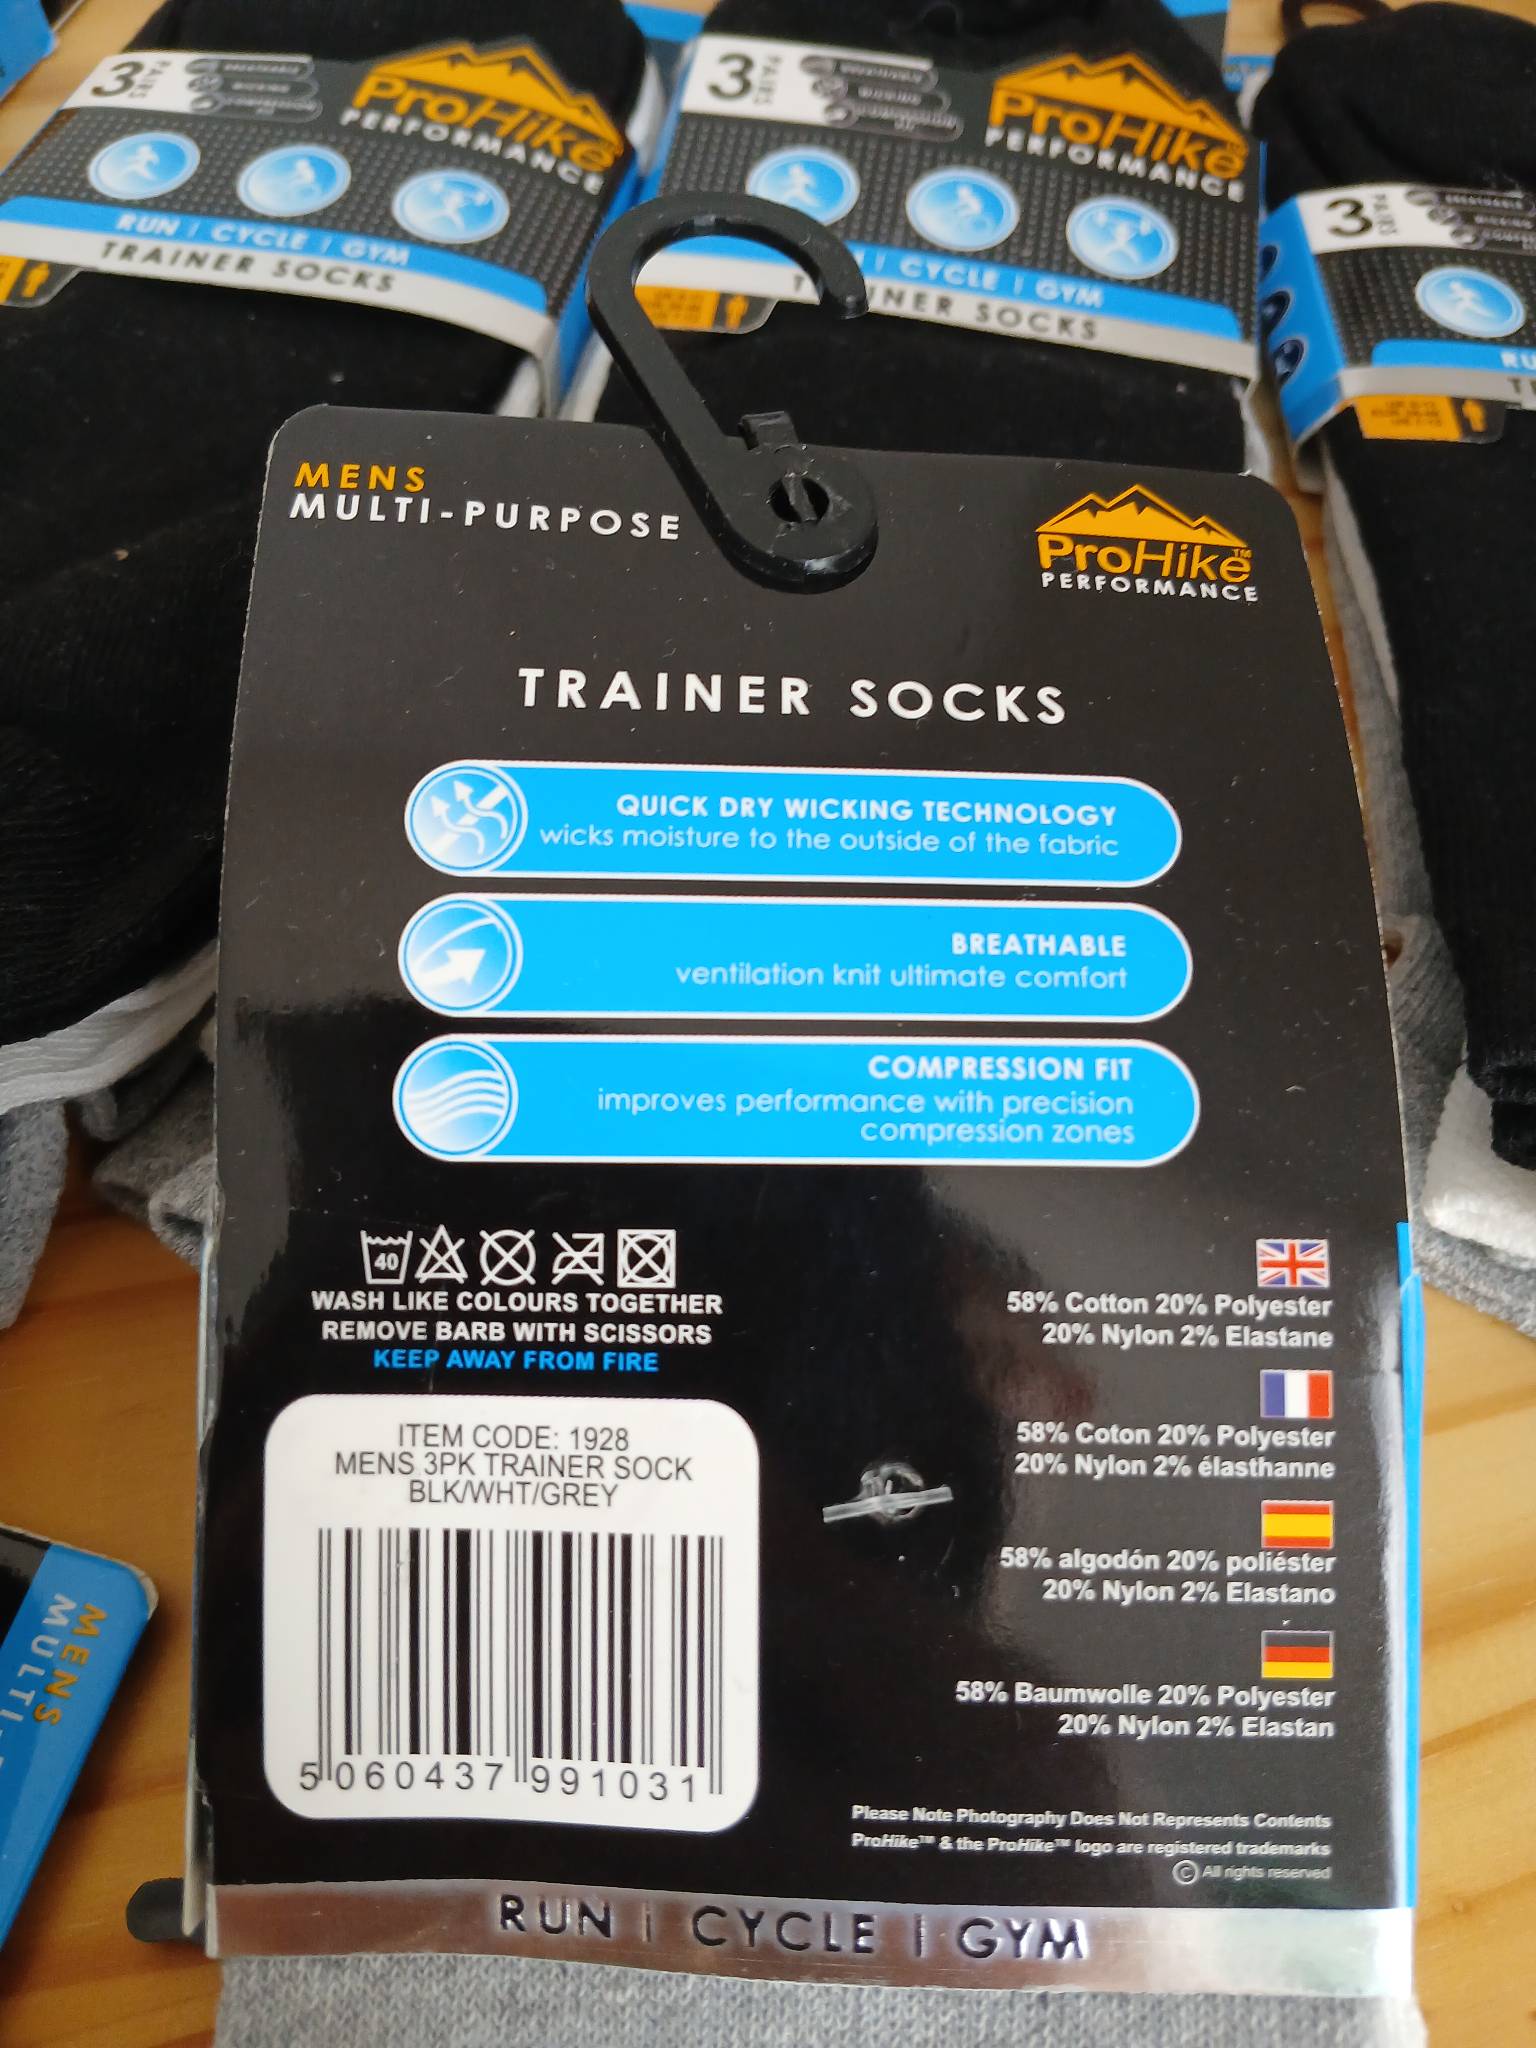 3 PAIRS
ProHike
PERFORMANCE
RUN | CYCLE | GYM
TRAINER SOCKS
3 PAIRS
ProHike
PERFORMANCE
CYCLE | GYM
SOCKS
3 PAIRS
MENS
MULTI-PURPOSE
ProHike™
PERFORMANCE
TRAINER SOCKS
QUICK DRY WICKING TECHNOLOGY
wicks moisture to the outside of the fabric
BREATHABLE
ventilation knit ultimate comfort
COMPRESSION FIT
improves performance with precision
compression zones
40
WASH LIKE COLOURS TOGETHER
REMOVE BARB WITH SCISSORS
KEEP AWAY FROM FIRE
58% Cotton 20% Polyester
20% Nylon 2% Elastane
58% Coton 20% Polyester
20% Nylon 2% élasthanne
58% algodón 20% poliéster
20% Nylon 2% Elastano
58% Baumwolle 20% Polyester
20% Nylon 2% Elastan
ITEM CODE: 1928
MENS 3PK TRAINER SOCK
BLK/WHT/GREY
5 060437 991031
Please Note Photography Does Not Represents Contents
ProHike™ & the ProHike™ logo are registered trademarks
© All rights reserved
RUN | CYCLE | GYM
MENS